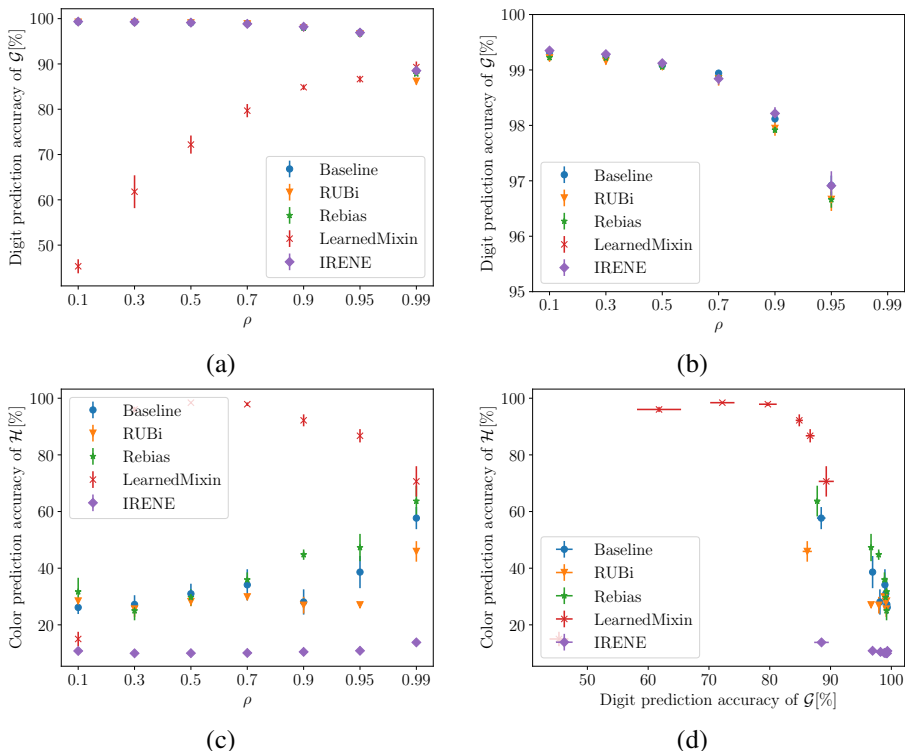 100
90
80
70
60
50
Digit prediction accuracy of 𝒢[%]
Baseline
RUBi
Rebias
LearnedMixin
IRENE
0.1 0.3 0.5 0.7 0.9 0.95 0.99
ρ
(a)
100
99
98
97
96
95
Digit prediction accuracy of 𝒢[%]
Baseline
RUBi
Rebias
LearnedMixin
IRENE
0.1 0.3 0.5 0.7 0.9 0.95 0.99
ρ
(b)
100
80
60
40
20
Color prediction accuracy of ℋ[%]
Baseline
RUBi
Rebias
LearnedMixin
IRENE
0.1 0.3 0.5 0.7 0.9 0.95 0.99
ρ
(c)
100
80
60
40
20
Color prediction accuracy of ℋ[%]
Baseline
RUBi
Rebias
LearnedMixin
IRENE
50 60 70 80 90 100
Digit prediction accuracy of 𝒢[%]
(d)